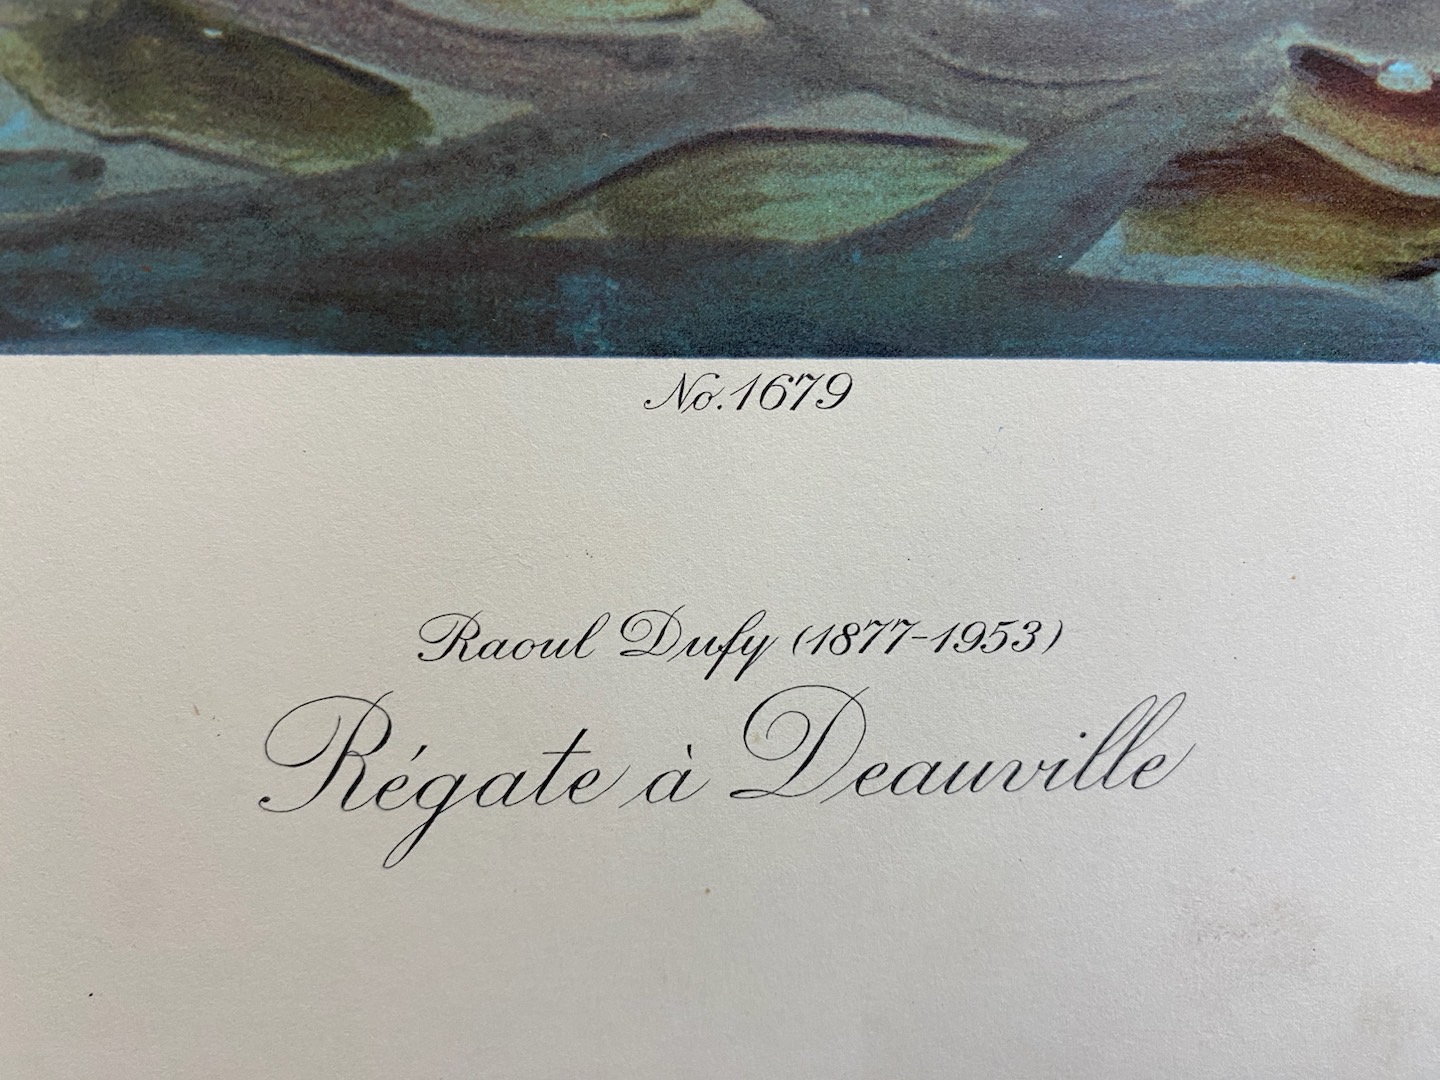 No. 1679
Raoul Dufy (1877-1953)
Régate à Deauville